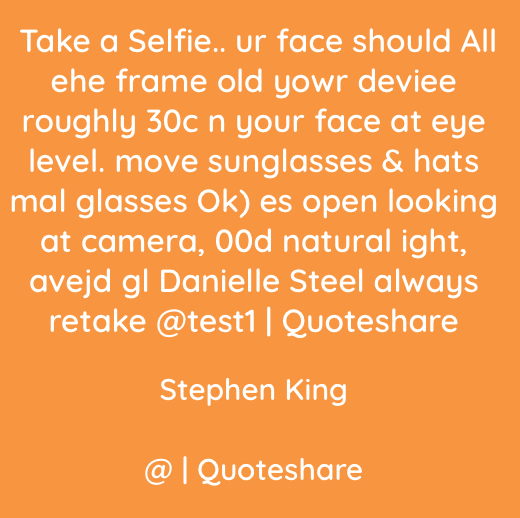 Take a Selfie.. ur face should All
ehe frame old yowr deviee
roughly 30c n your face at eye
level. move sunglasses & hats
mal glasses Ok) es open looking
at camera, 00d natural ight,
avejd gl Danielle Steel always
retake @test1 | Quoteshare
Stephen King
@ | Quoteshare